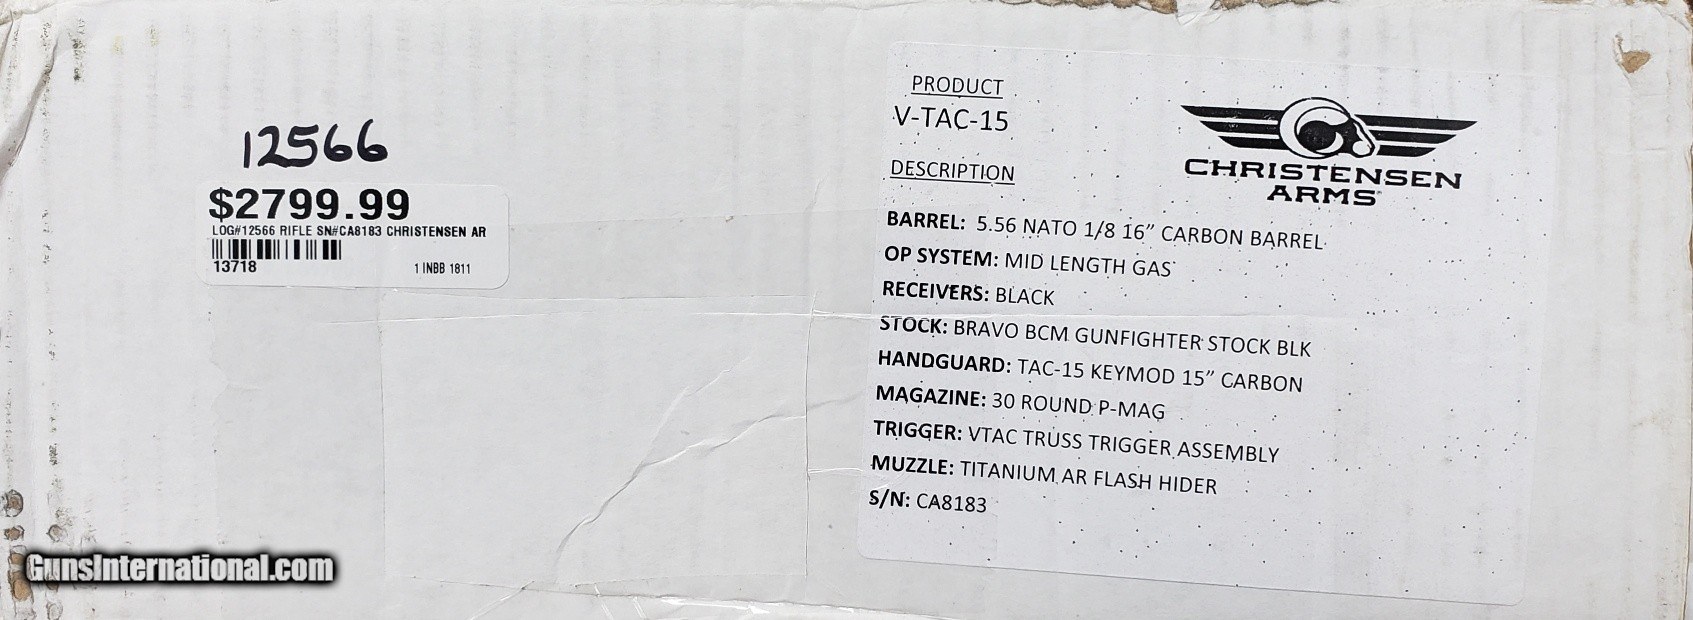 12566
$2799.99
LOG#12566 RIFLE SN#CA8183 CHRISTENSEN AR
13718
1 INBB 1811
PRODUCT
V-TAC-15
DESCRIPTION
BARREL: 5.56 NATO 1/8 16” CARBON BARREL
OP SYSTEM: MID LENGTH GAS
RECEIVERS: BLACK
STOCK: BRAVO BCM GUNFIGHTER STOCK BLK
HANDGUARD: TAC-15 KEYMOD 15” CARBON
MAGAZINE: 30 ROUND P-MAG
TRIGGER: VTAC TRUSS TRIGGER ASSEMBLY
MUZZLE: TITANIUM AR FLASH HIDER
S/N: CA8183
CHRISTENSEN
ARMS
GunsInternational.com